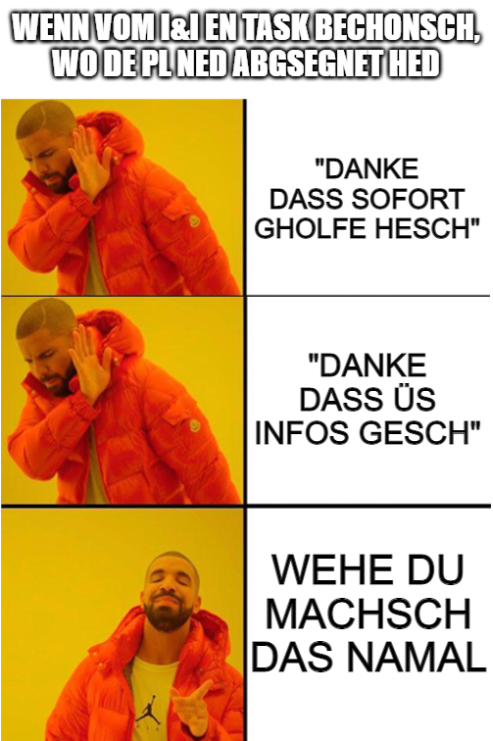 WENN VOM I&I EN TASK BECHONSCH,
WO DE PL NED ABGSEGNET HED
"DANKE
DASS SOFORT
GHOLFE HESCH"
"DANKE
DASS ÜS
INFOS GESCH"
WEHE DU
MACHSCH
DAS NAMAL